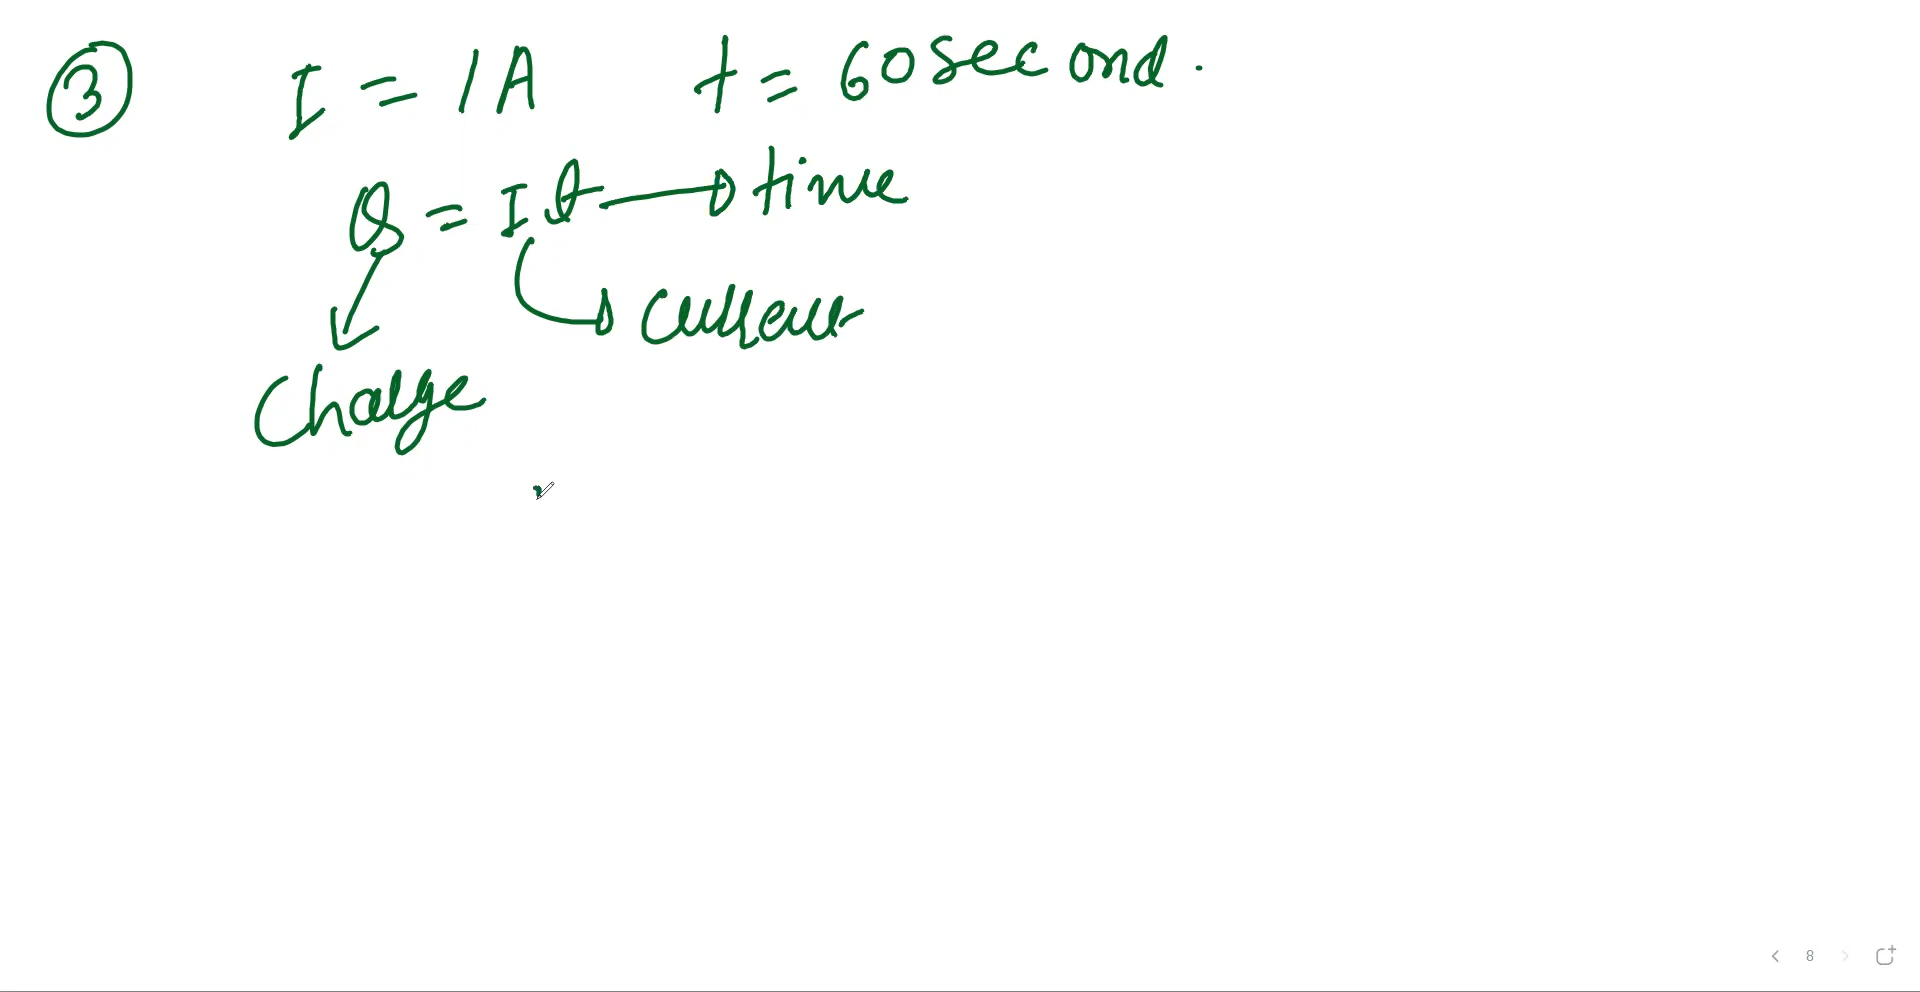 ③ I = 1A t = 60second.
Q = It → time
current
Charge
8